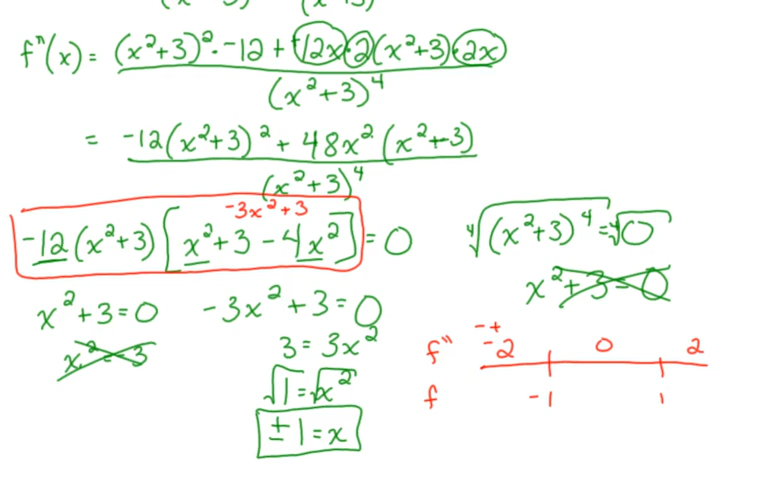 f"(x) = (x²+3)²·-12 + +12x·2(x²+3)·2x
(x²+3)⁴
= -12(x²+3)² + 48x²(x²+3)
(x²+3)⁴
-3x²+3
-12(x²+3)[x²+3-4x²] = 0
⁴√(x²+3)⁴ = ⁴√0
x²+3=0
x²+3=0
-3x²+3=0
x²=-3
3=3x²
√1=√x²
±1=x
-+
f" -2 0 2
f -1 1